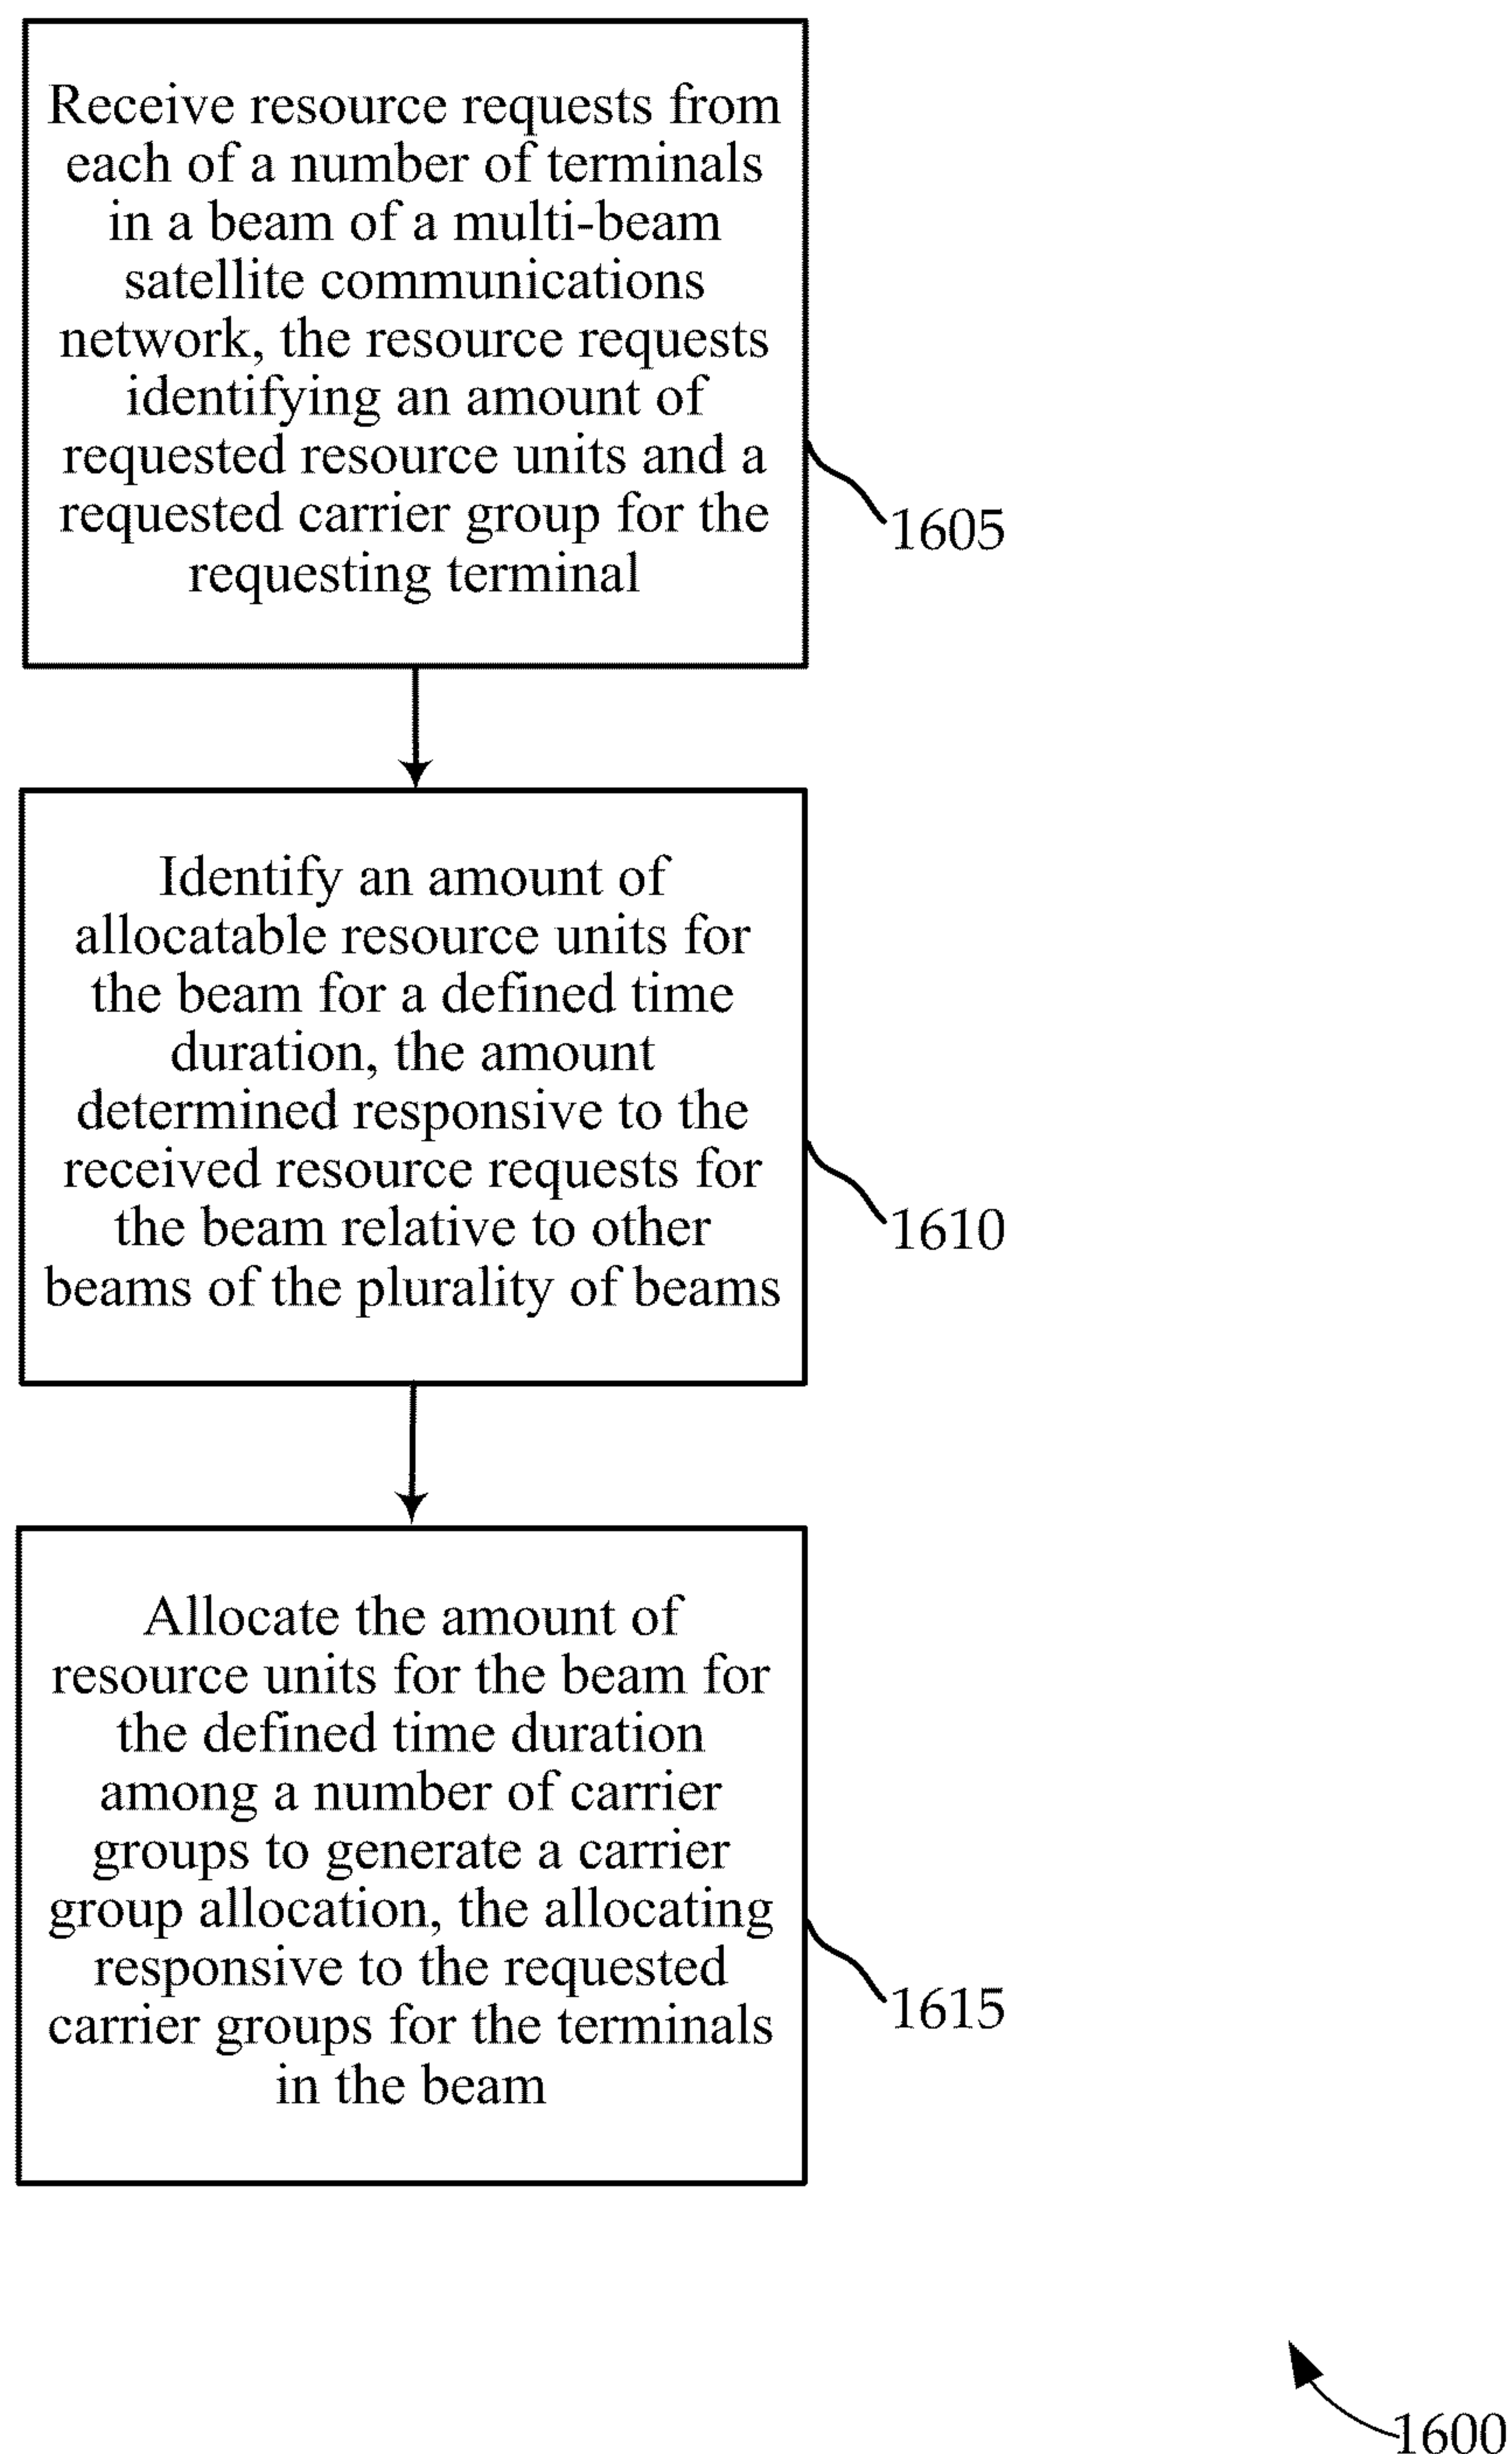 Receive resource requests from
each of a number of terminals
in a beam of a multi-beam
satellite communications
network, the resource requests
identifying an amount of
requested resource units and a
requested carrier group for the
requesting terminal
1605
Identify an amount of
allocatable resource units for
the beam for a defined time
duration, the amount
determined responsive to the
received resource requests for
the beam relative to other
beams of the plurality of beams
1610
Allocate the amount of
resource units for the beam for
the defined time duration
among a number of carrier
groups to generate a carrier
group allocation, the allocating
responsive to the requested
carrier groups for the terminals
in the beam
1615
1600